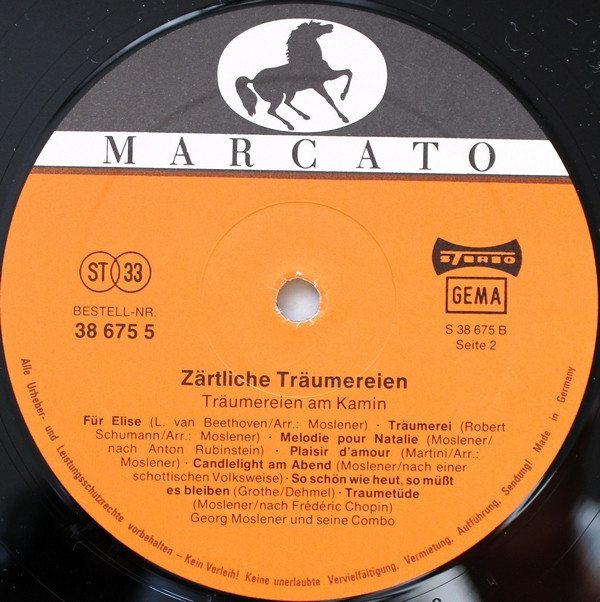 MARCATO
ST 33
STEREO
GEMA
BESTELL-NR.
38 675 5
S 38 675 B
Seite 2
Zärtliche Träumereien
Träumereien am Kamin
Für Elise (L. van Beethoven/Arr.: Moslener) · Träumerei (Robert
Schumann/Arr.: Moslener) · Melodie pour Natalie (Moslener/
nach Anton Rubinstein) · Plaisir d'amour (Martini/Arr.:
Moslener) · Candlelight am Abend (Moslener/nach einer
schottischen Volksweise) · So schön wie heut, so müßt
es bleiben (Grothe/Dehmel) · Traumetüde
(Moslener/nach Frédéric Chopin)
Georg Moslener und seine Combo
Alle Urheber- und Leistungsschutzrechte vorbehalten – Kein Verleih! Keine unerlaubte Vervielfältigung, Vermietung, Aufführung, Sendung! Made in Germany